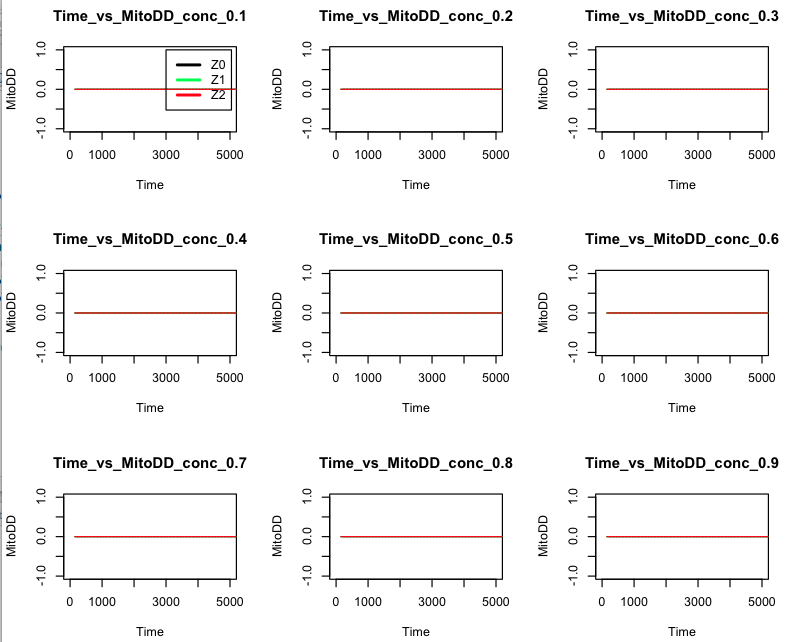 Time_vs_MitoDD_conc_0.1
MitoDD
1.0
0.0
-1.0
Z0
Z1
Z2
0 1000 3000 5000
Time
Time_vs_MitoDD_conc_0.2
MitoDD
1.0
0.0
-1.0
0 1000 3000 5000
Time
Time_vs_MitoDD_conc_0.3
MitoDD
1.0
0.0
-1.0
0 1000 3000 5000
Time
Time_vs_MitoDD_conc_0.4
MitoDD
1.0
0.0
-1.0
0 1000 3000 5000
Time
Time_vs_MitoDD_conc_0.5
MitoDD
1.0
0.0
-1.0
0 1000 3000 5000
Time
Time_vs_MitoDD_conc_0.6
MitoDD
1.0
0.0
-1.0
0 1000 3000 5000
Time
Time_vs_MitoDD_conc_0.7
MitoDD
1.0
0.0
-1.0
0 1000 3000 5000
Time
Time_vs_MitoDD_conc_0.8
MitoDD
1.0
0.0
-1.0
0 1000 3000 5000
Time
Time_vs_MitoDD_conc_0.9
MitoDD
1.0
0.0
-1.0
0 1000 3000 5000
Time